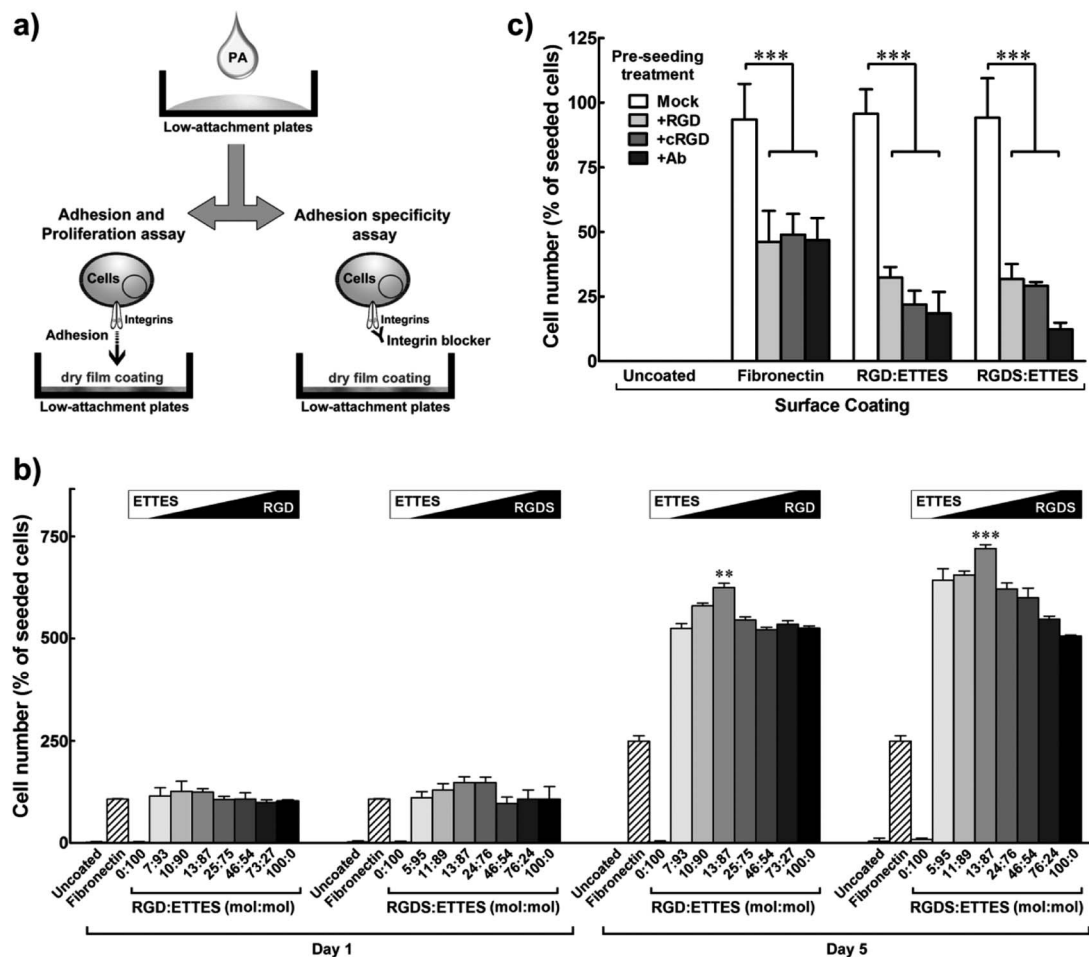 a)
PA
Low-attachment plates
Adhesion and
Proliferation assay
Cells
Integrins
Adhesion
dry film coating
Low-attachment plates
Adhesion specificity
assay
Cells
Integrins
Integrin blocker
dry film coating
Low-attachment plates
c)
Cell number (% of seeded cells)
125
100
75
50
25
0
Pre-seeding
treatment
Mock
+RGD
+cRGD
+Ab
*** *** ***
Uncoated Fibronectin RGD:ETTES RGDS:ETTES
Surface Coating
b)
Cell number (% of seeded cells)
750
500
250
0
ETTES RGD ETTES RGDS ETTES RGD ETTES RGDS
** ***
Uncoated Fibronectin 0:100 7:93 10:90 13:87 25:75 46:54 73:27 100:0 Uncoated Fibronectin 0:100 5:95 11:89 13:87 24:76 46:54 76:24 100:0 Uncoated Fibronectin 0:100 7:93 10:90 13:87 25:75 46:54 73:27 100:0 Uncoated Fibronectin 0:100 5:95 11:89 13:87 24:76 46:54 76:24 100:0
RGD:ETTES (mol:mol) RGDS:ETTES (mol:mol) RGD:ETTES (mol:mol) RGDS:ETTES (mol:mol)
Day 1 Day 5